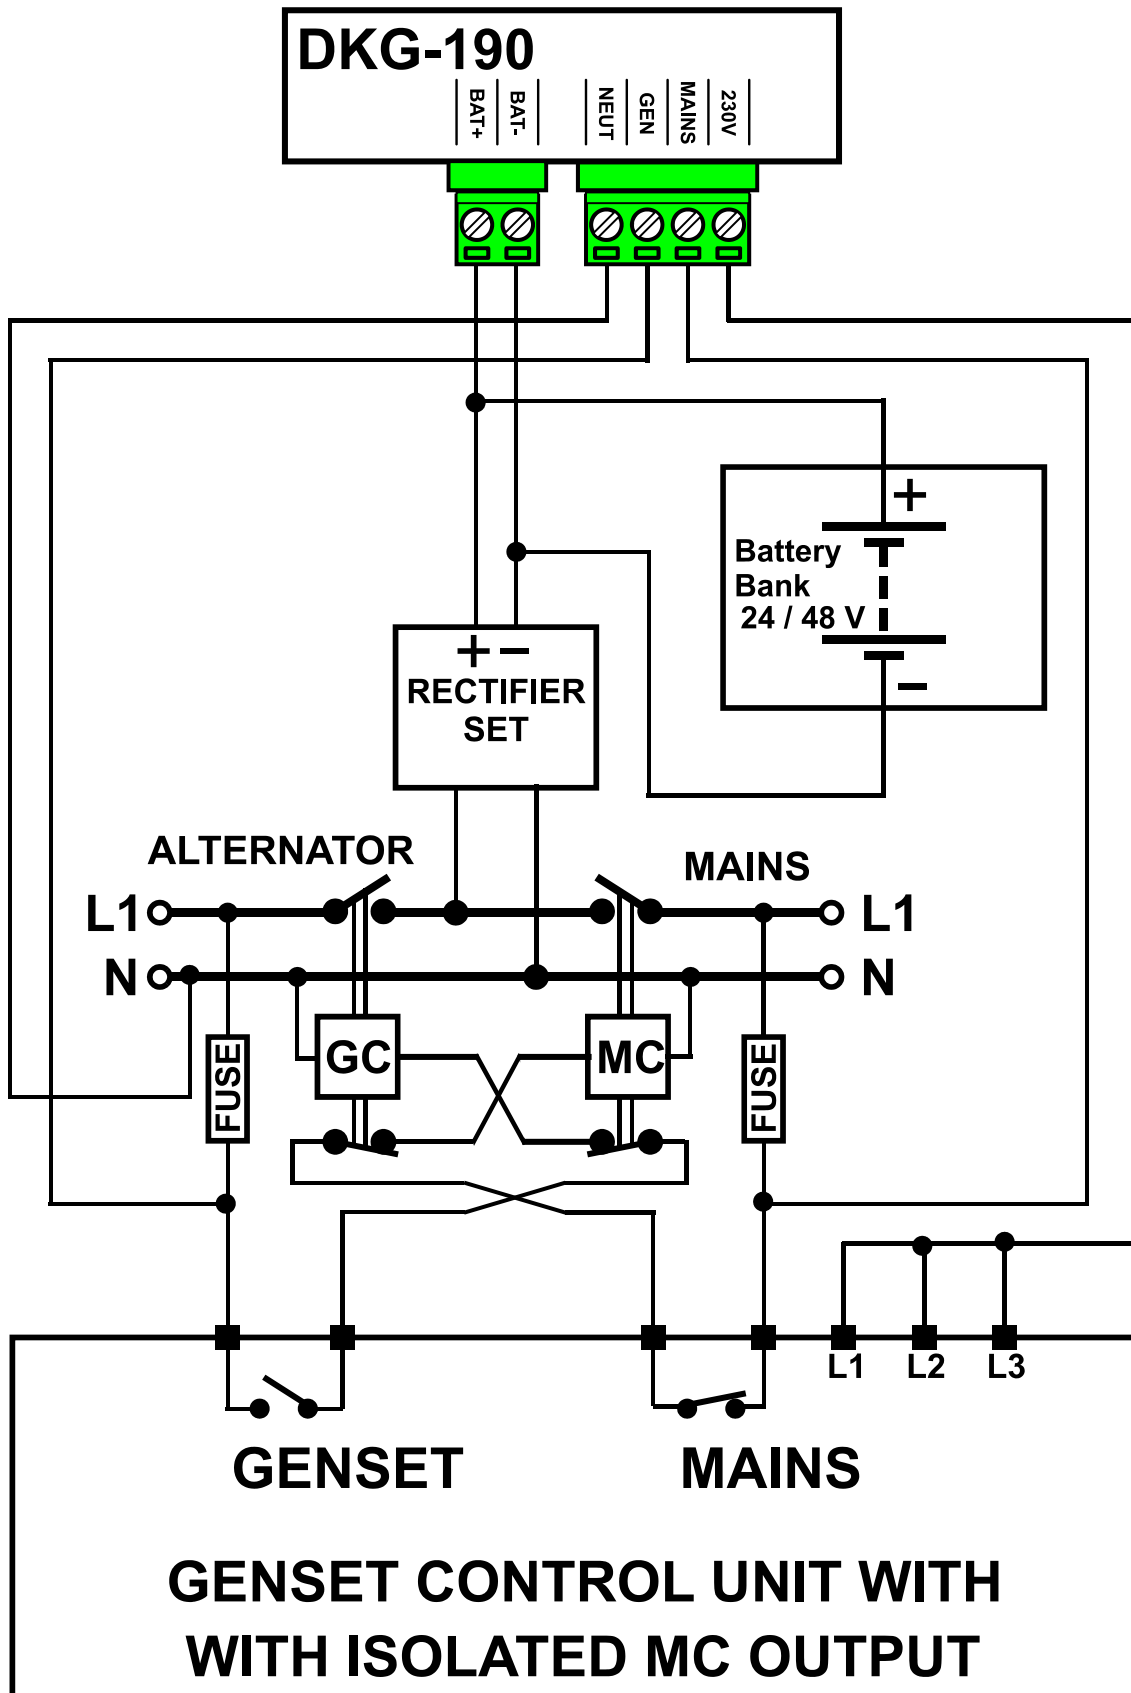 DKG-190
BAT+
BAT-
NEUT
GEN
MAINS
230V
+
Battery
Bank
24 / 48 V
-
+ -
RECTIFIER
SET
ALTERNATOR
MAINS
L1
L1
N
N
FUSE
GC
MC
FUSE
L1
L2
L3
GENSET
MAINS
GENSET CONTROL UNIT WITH
WITH ISOLATED MC OUTPUT